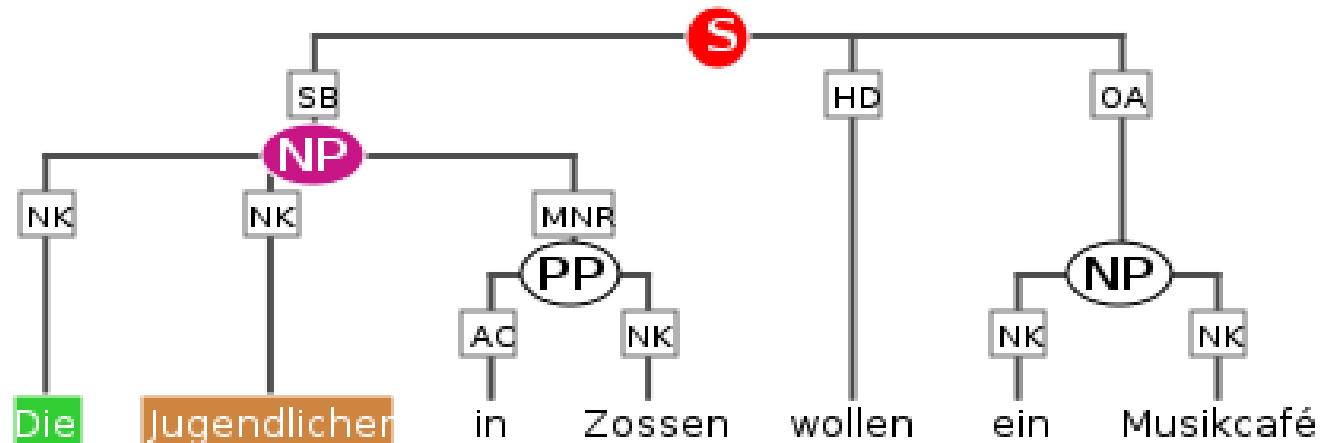 S
SB HD OA
NP
NK NK MNR
PP NP
AC NK NK NK
Die Jugendlicher in Zossen wollen ein Musikcafé